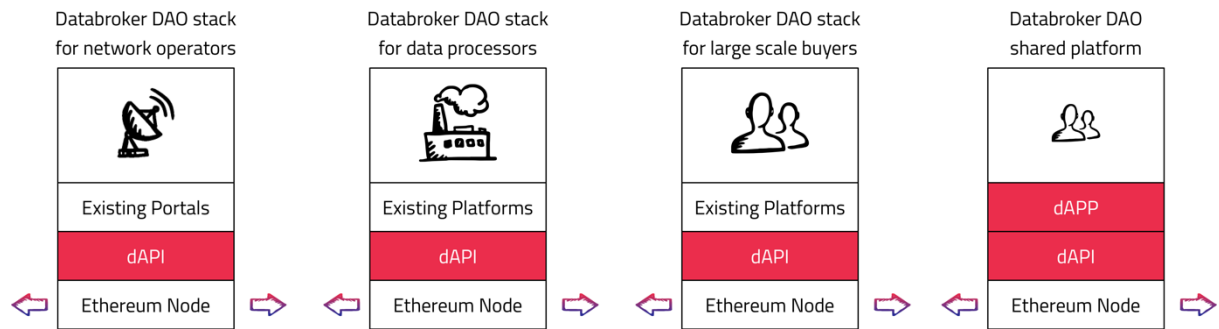 Databroker DAO stack
for network operators
Existing Portals
dAPI
Ethereum Node
Databroker DAO stack
for data processors
Existing Platforms
dAPI
Ethereum Node
Databroker DAO stack
for large scale buyers
Existing Platforms
dAPI
Ethereum Node
Databroker DAO
shared platform
dAPP
dAPI
Ethereum Node